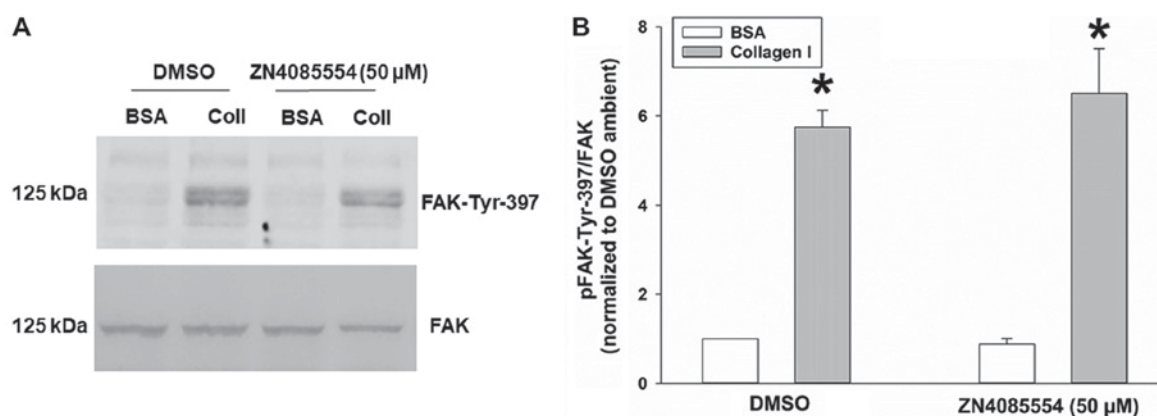 A
DMSO ZN4085554 (50 µM)
BSA Coll BSA Coll
125 kDa
FAK-Tyr-397
125 kDa
FAK
B
BSA
Collagen I
*
*
pFAK-Tyr-397/FAK
(normalized to DMSO ambient)
8
6
4
2
0
DMSO
ZN4085554 (50 µM)